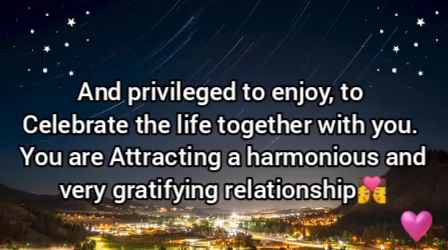 And privileged to enjoy, to
Celebrate the life together with you.
You are Attracting a harmonious and
very gratifying relationship💏